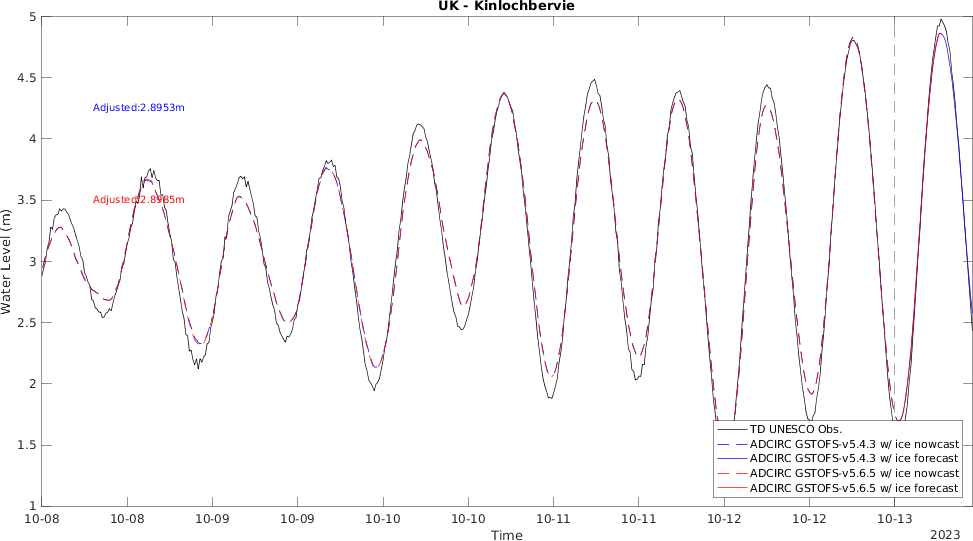 UK - Kinlochbervie
5
4.5
4
3.5
3
2.5
2
1.5
1
Water Level (m)
Adjusted:2.8953m
Adjusted:2.8985m
TD UNESCO Obs.
ADCIRC GSTOFS-v5.4.3 w/ ice nowcast
ADCIRC GSTOFS-v5.4.3 w/ ice forecast
ADCIRC GSTOFS-v5.6.5 w/ ice nowcast
ADCIRC GSTOFS-v5.6.5 w/ ice forecast
10-08 10-08 10-09 10-09 10-10 10-10 10-11 10-11 10-12 10-12 10-13
Time
2023